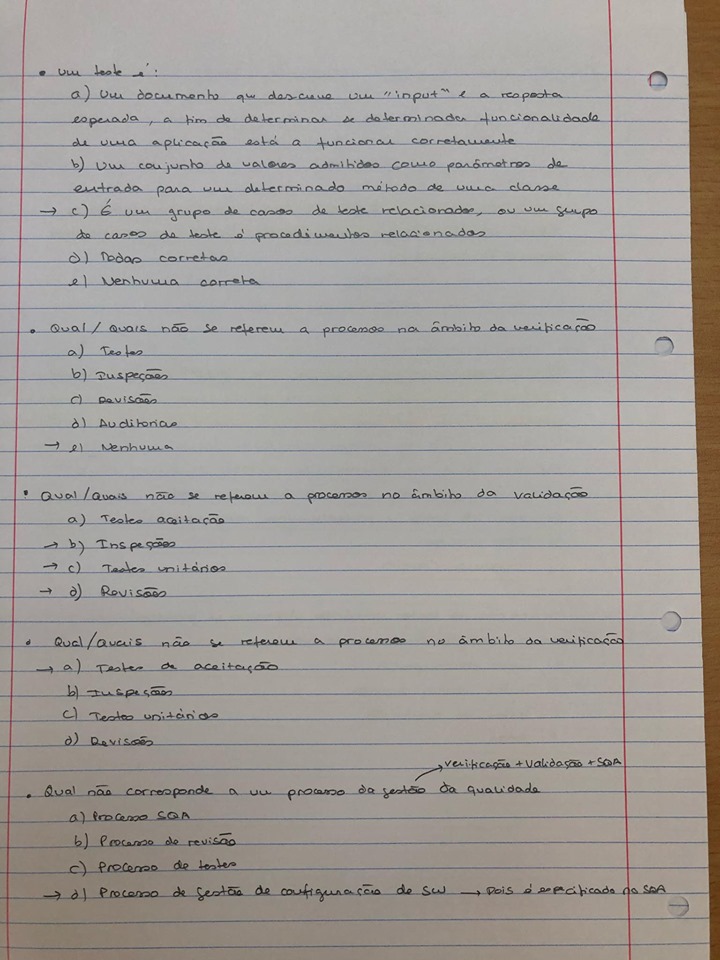 • Um teste é:
a) Um documento que descreve um "input" e a resposta
esperada, a fim de determinar se determinada funcionalidade
de uma aplicação está a funcionar corretamente
b) Um conjunto de valores admitidos como parâmetros de
entrada para um determinado método de uma classe
→ c) É um grupo de casos de teste relacionados, ou um grupo
de casos de teste e procedimentos relacionados
d) Todas corretas
e) Nenhuma correta
• Qual / Quais não se referem a processos na âmbito da verificação
a) Testes
b) Inspeções
c) Revisões
d) Auditorias
→ e) Nenhuma
• Qual/Quais não se referem a processos no âmbito da validação
a) Testes aceitação
→ b) Inspeções
→ c) Testes unitários
→ d) Revisões
• Qual/Quais não se referem a processos no âmbito da verificação
→ a) Testes de aceitação
b) Inspeções
c) Testes unitários
d) Revisões
→ verificação + Validação + SQA
• Qual não corresponde a um processo da gestão da qualidade
a) Processo SQA
b) Processo de revisão
c) Processo de testes
→ d) Processo de gestão de configuração de SW → Pois é especificado no SQA